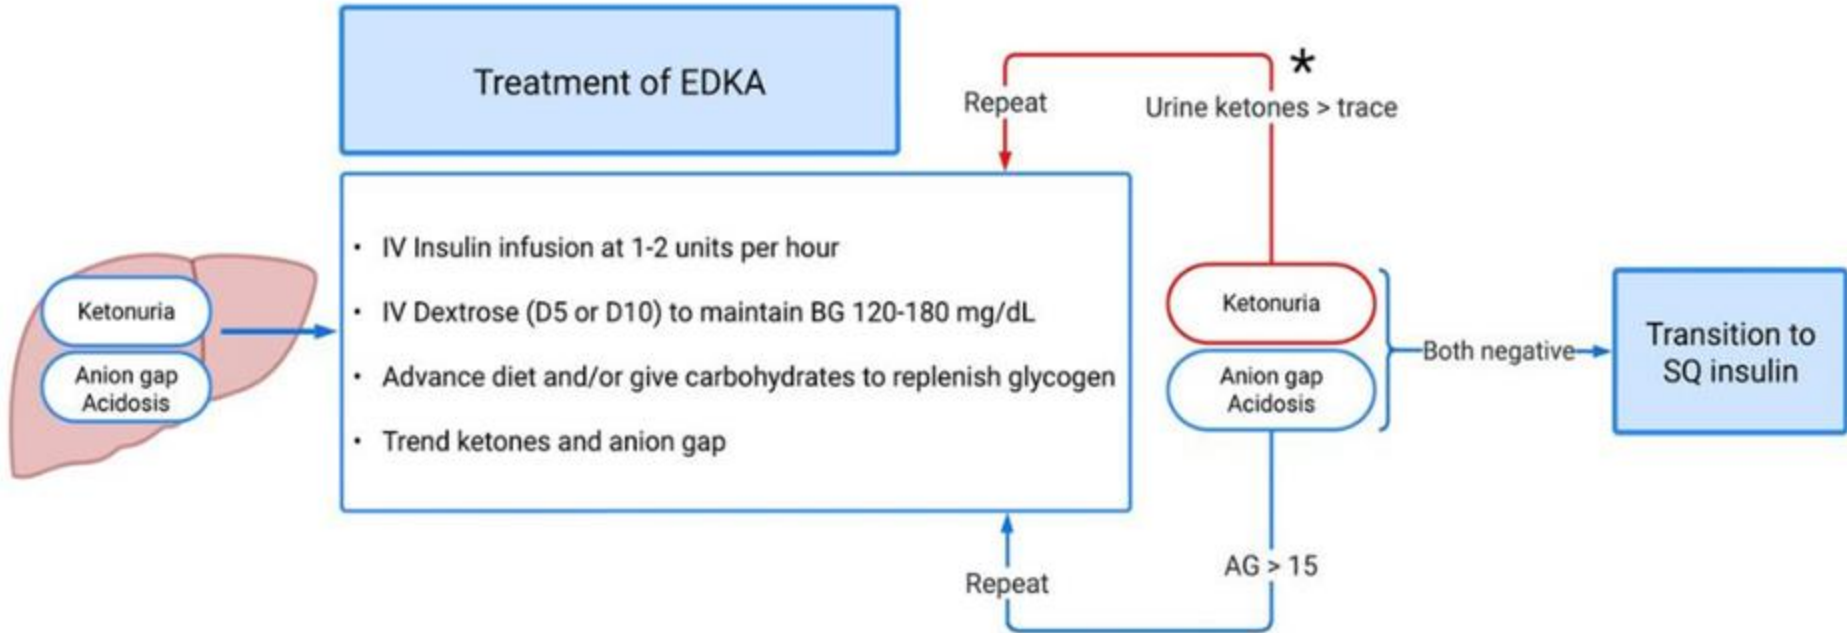 Treatment of EDKA
*
Repeat
Urine ketones > trace
Ketonuria
Anion gap
Acidosis
• IV Insulin infusion at 1-2 units per hour
• IV Dextrose (D5 or D10) to maintain BG 120-180 mg/dL
• Advance diet and/or give carbohydrates to replenish glycogen
• Trend ketones and anion gap
Ketonuria
Anion gap
Acidosis
Both negative
Transition to
SQ insulin
AG > 15
Repeat